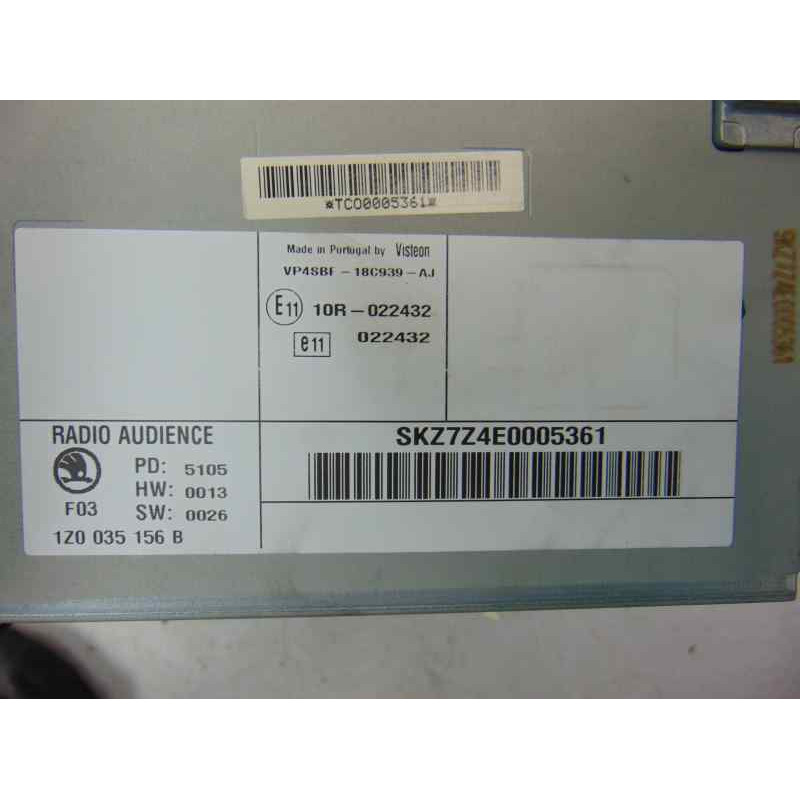 *TCO0005361*
Made in Portugal by Visteon
VP4SBF-18C939-AJ
E11 10R-022432
e11 022432
RADIO AUDIENCE
PD: 5105
HW: 0013
F03 SW: 0026
1Z0 035 156 B
SKZ7Z4E0005361